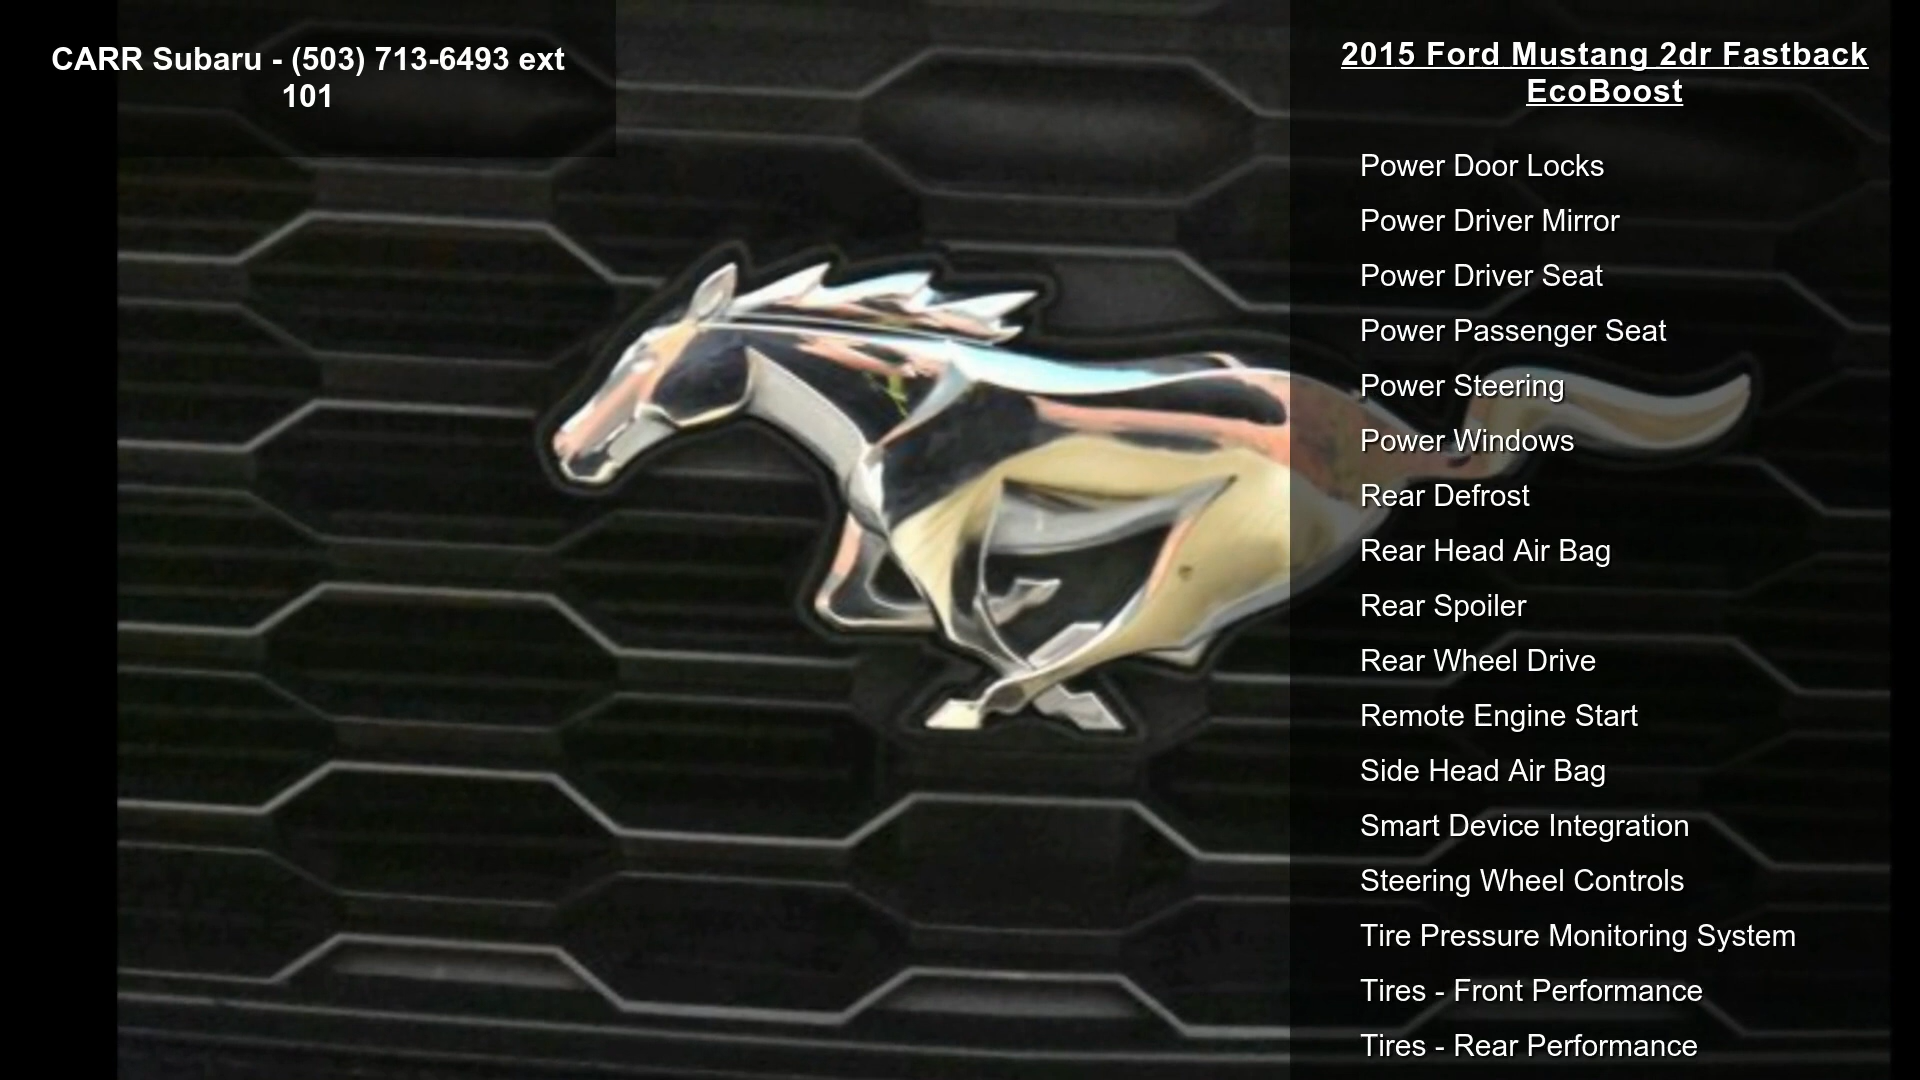 CARR Subaru - (503) 713-6493 ext
101
2015 Ford Mustang 2dr Fastback
EcoBoost
Power Door Locks
Power Driver Mirror
Power Driver Seat
Power Passenger Seat
Power Steering
Power Windows
Rear Defrost
Rear Head Air Bag
Rear Spoiler
Rear Wheel Drive
Remote Engine Start
Side Head Air Bag
Smart Device Integration
Steering Wheel Controls
Tire Pressure Monitoring System
Tires - Front Performance
Tires - Rear Performance